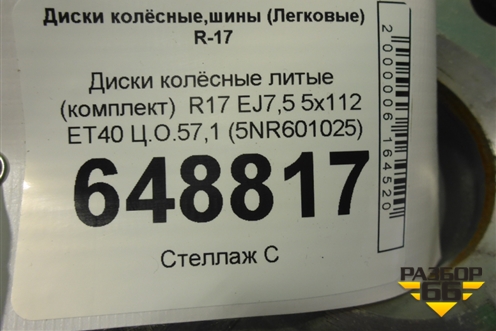 Диски колёсные,шины (Легковые)
R-17
Диски колёсные литые
(комплект) R17 EJ7,5 5x112
ET40 Ц.О.57,1 (5NR601025)
648817
Стеллаж С
2000006164520
РАЗБОР
66